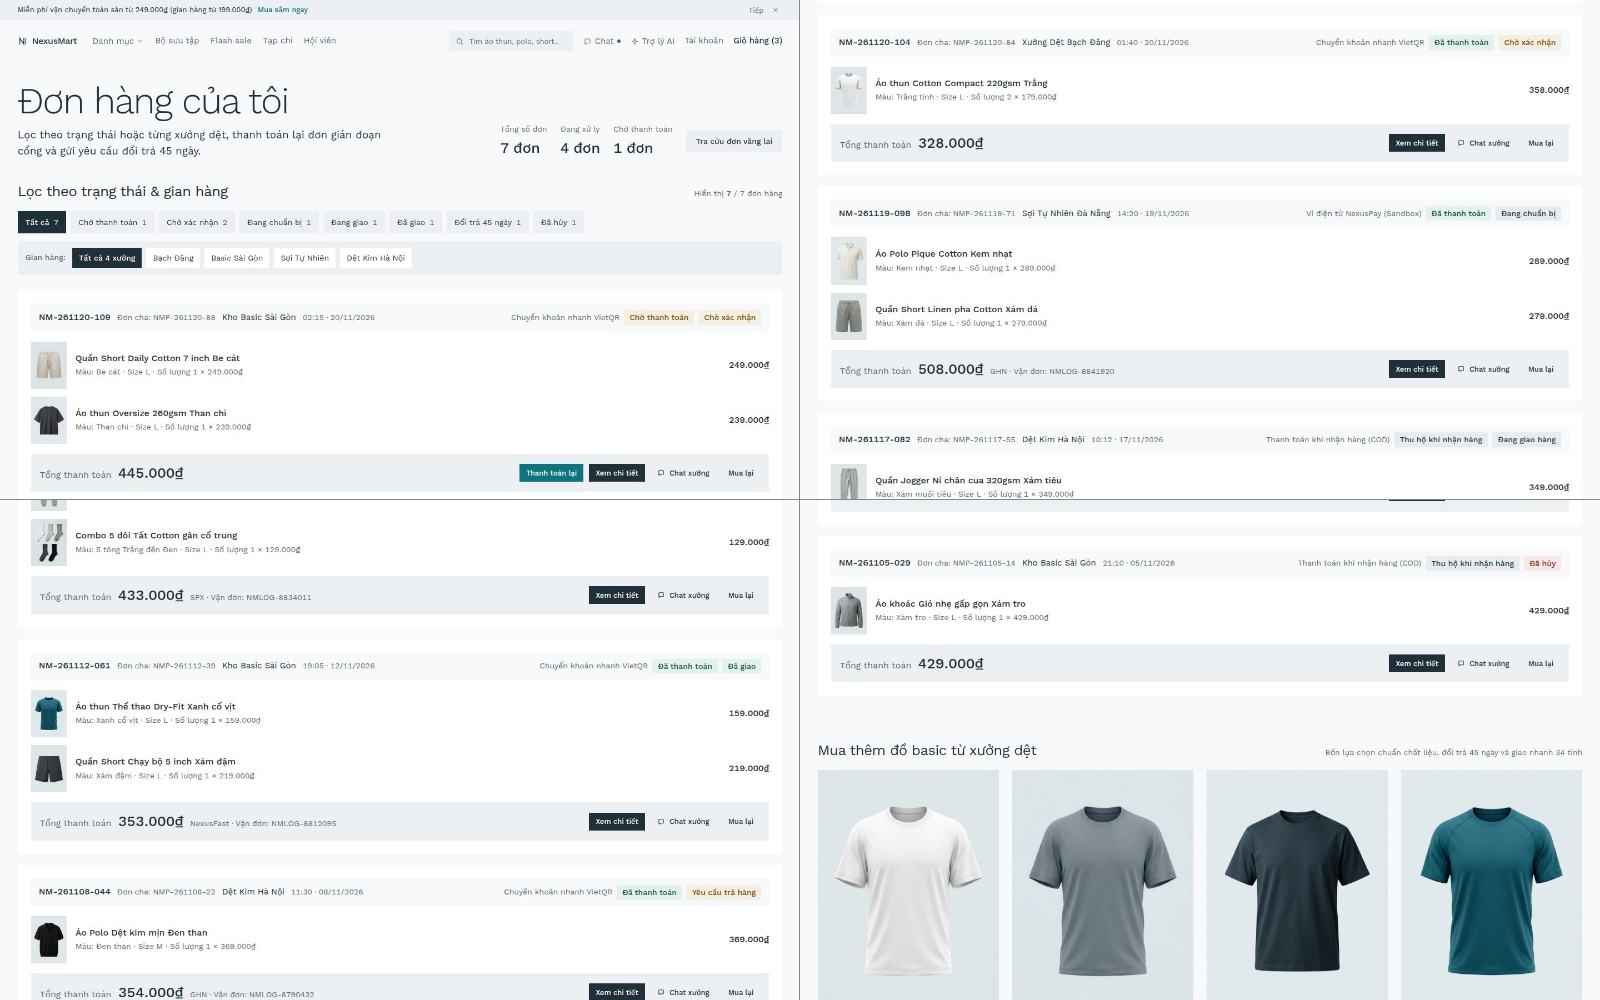 Miễn phí vận chuyển toàn sàn từ 249.000₫ (gian hàng từ 199.000₫) Mua sắm ngay
Tiếp ×
N NexusMart Danh mục Bộ sưu tập Flash sale Tạp chí Hội viên
Tìm áo thun, polo, short.. Chat Trợ lý AI Tài khoản Giỏ hàng (3)
Đơn hàng của tôi
Lọc theo trạng thái hoặc từng xưởng dệt, thanh toán lại đơn gián đoạn
cổng và gửi yêu cầu đổi trả 45 ngày.
Tổng số đơn Đang xử lý Chờ thanh toán
7 đơn 4 đơn 1 đơn
Tra cứu đơn vãng lai
Lọc theo trạng thái & gian hàng
Hiển thị 7 / 7 đơn hàng
Tất cả 7 Chờ thanh toán 1 Chờ xác nhận 2 Đang chuẩn bị 1 Đang giao 1 Đã giao 1 Đổi trả 45 ngày 1 Đã hủy 1
Gian hàng: Tất cả 4 xưởng Bạch Đằng Basic Sài Gòn Sợi Tự Nhiên Dệt Kim Hà Nội
NM-261120-109 Đơn cha: NMP-261120-88 Kho Basic Sài Gòn 02:15 · 20/11/2026
Chuyển khoản nhanh VietQR Chờ thanh toán Chờ xác nhận
Quần Short Daily Cotton 7 inch Be cát
Màu: Be cát · Size L · Số lượng 1 × 249.000₫
249.000₫
Áo thun Oversize 260gsm Than chì
Màu: Than chì · Size L · Số lượng 1 × 239.000₫
239.000₫
Tổng thanh toán 445.000₫
Thanh toán lại Xem chi tiết Chat xưởng Mua lại
NM-261120-104 Đơn cha: NMP-261120-84 Xưởng Dệt Bạch Đằng 01:40 · 20/11/2026
Chuyển khoản nhanh VietQR Đã thanh toán Chờ xác nhận
Áo thun Cotton Compact 220gsm Trắng
Màu: Trắng tinh · Size L · Số lượng 2 × 179.000₫
358.000₫
Tổng thanh toán 328.000₫
Xem chi tiết Chat xưởng Mua lại
NM-261119-098 Đơn cha: NMP-261119-71 Sợi Tự Nhiên Đà Nẵng 14:20 · 19/11/2026
Ví điện tử NexusPay (Sandbox) Đã thanh toán Đang chuẩn bị
Áo Polo Pique Cotton Kem nhạt
Màu: Kem nhạt · Size L · Số lượng 1 × 289.000₫
289.000₫
Quần Short Linen pha Cotton Xám đá
Màu: Xám đá · Size L · Số lượng 1 × 279.000₫
279.000₫
Tổng thanh toán 508.000₫ GHN · Vận đơn: NMLOG-8841920
Xem chi tiết Chat xưởng Mua lại
NM-261117-082 Đơn cha: NMP-261117-55 Dệt Kim Hà Nội 10:12 · 17/11/2026
Thanh toán khi nhận hàng (COD) Thu hộ khi nhận hàng Đang giao hàng
Quần Jogger Nỉ chân cua 320gsm Xám tiêu
Màu: Xám muối tiêu · Size L · Số lượng 1 × 349.000₫
349.000₫
Combo 5 đôi Tất Cotton gân cổ trung
Màu: 5 tông Trắng đến Đen · Size L · Số lượng 1 × 129.000₫
129.000₫
Tổng thanh toán 433.000₫ SPX · Vận đơn: NMLOG-8834011
Xem chi tiết Chat xưởng Mua lại
NM-261112-061 Đơn cha: NMP-261112-39 Kho Basic Sài Gòn 19:05 · 12/11/2026
Chuyển khoản nhanh VietQR Đã thanh toán Đã giao
Áo thun Thể thao Dry-Fit Xanh cổ vịt
Màu: Xanh cổ vịt · Size L · Số lượng 1 × 159.000₫
159.000₫
Quần Short Chạy bộ 5 inch Xám đậm
Màu: Xám đậm · Size L · Số lượng 1 × 219.000₫
219.000₫
Tổng thanh toán 353.000₫ NexusFast · Vận đơn: NMLOG-8812095
Xem chi tiết Chat xưởng Mua lại
NM-261108-044 Đơn cha: NMP-261108-22 Dệt Kim Hà Nội 11:30 · 08/11/2026
Chuyển khoản nhanh VietQR Đã thanh toán Yêu cầu trả hàng
Áo Polo Dệt kim mịn Đen than
Màu: Đen than · Size M · Số lượng 1 × 369.000₫
369.000₫
Tổng thanh toán 354.000₫ GHN · Vận đơn: NMLOG-8790432
Xem chi tiết Chat xưởng Mua lại
NM-261105-029 Đơn cha: NMP-261105-14 Kho Basic Sài Gòn 21:10 · 05/11/2026
Thanh toán khi nhận hàng (COD) Thu hộ khi nhận hàng Đã hủy
Áo khoác Gió nhẹ gấp gọn Xám tro
Màu: Xám tro · Size L · Số lượng 1 × 429.000₫
429.000₫
Tổng thanh toán 429.000₫
Xem chi tiết Chat xưởng Mua lại
Mua thêm đồ basic từ xưởng dệt
Bốn lựa chọn chuẩn chất liệu, đổi trả 45 ngày và giao nhanh 34 tỉnh